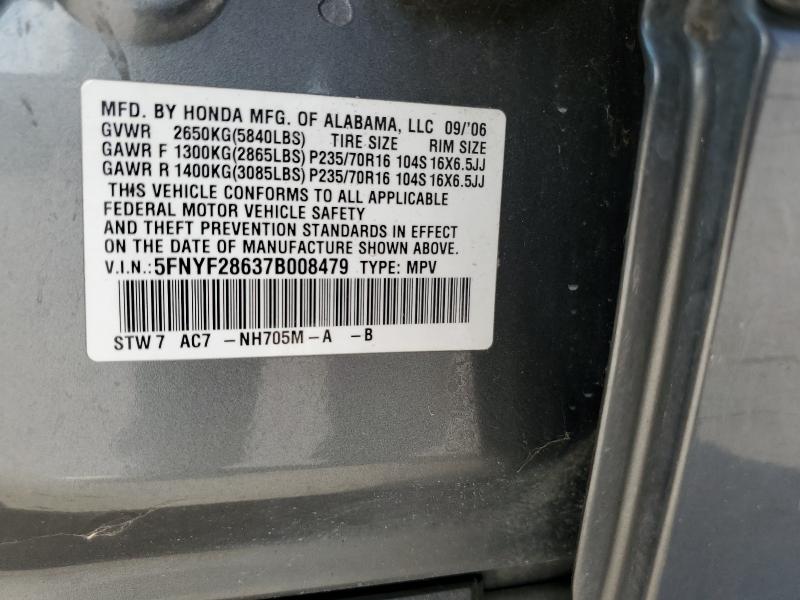 MFD. BY HONDA MFG. OF ALABAMA, LLC 09/'06
GVWR 2650KG(5840LBS) TIRE SIZE RIM SIZE
GAWR F 1300KG(2865LBS) P235/70R16 104S 16X6.5JJ
GAWR R 1400KG(3085LBS) P235/70R16 104S 16X6.5JJ
THIS VEHICLE CONFORMS TO ALL APPLICABLE
FEDERAL MOTOR VEHICLE SAFETY
AND THEFT PREVENTION STANDARDS IN EFFECT
ON THE DATE OF MANUFACTURE SHOWN ABOVE.
V.I.N.:5FNYF28637B008479 TYPE: MPV
STW 7 AC7 -NH705M-A -B